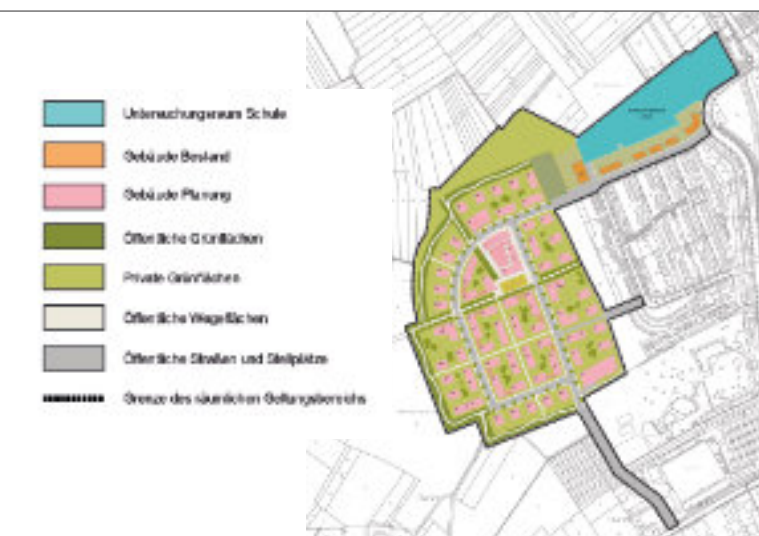 Untersuchungsraum Schule
Gebäude Bestand
Gebäude Planung
Öffentliche Grünflächen
Private Grünflächen
Öffentliche Wegeflächen
Öffentliche Straßen und Stellplätze
Grenze des räumlichen Geltungsbereichs